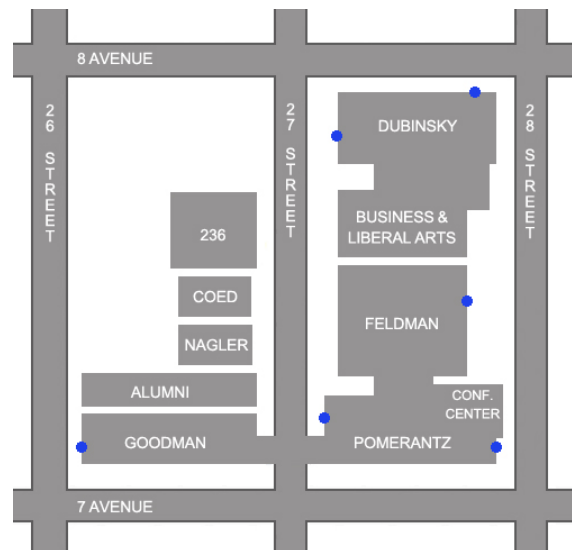 8 AVENUE
26 STREET
27 STREET
28 STREET
DUBINSKY
BUSINESS &
LIBERAL ARTS
236
COED
FELDMAN
NAGLER
ALUMNI
CONF.
CENTER
GOODMAN
POMERANTZ
7 AVENUE